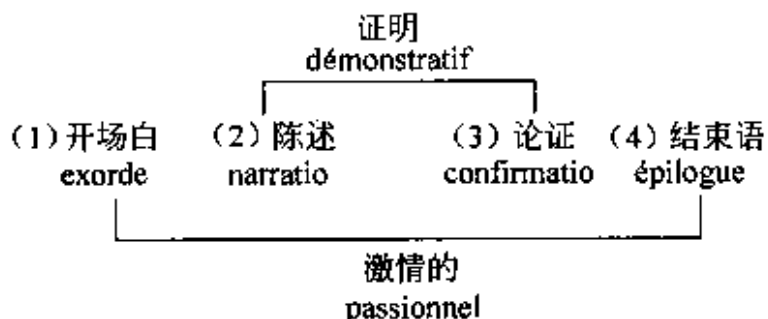 证明
démonstratif
（1）开场白 （2）陈述 （3）论证 （4）结束语
exorde narratio confirmatio épilogue
激情的
passionnel